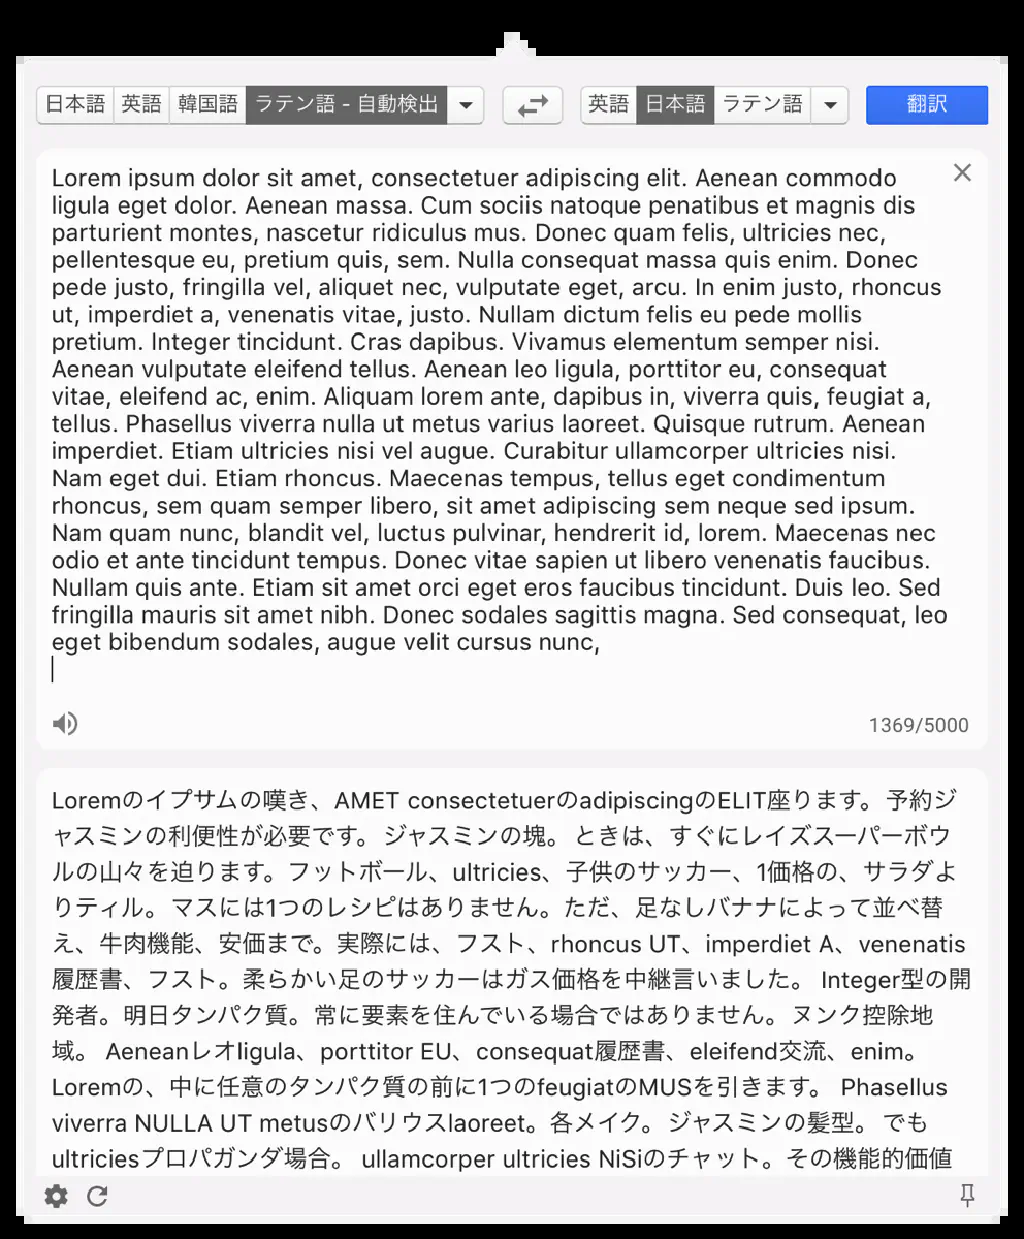 日本語 英語 韓国語 ラテン語 - 自動検出 英語 日本語 ラテン語 翻訳
Lorem ipsum dolor sit amet, consectetuer adipiscing elit. Aenean commodo
ligula eget dolor. Aenean massa. Cum sociis natoque penatibus et magnis dis
parturient montes, nascetur ridiculus mus. Donec quam felis, ultricies nec,
pellentesque eu, pretium quis, sem. Nulla consequat massa quis enim. Donec
pede justo, fringilla vel, aliquet nec, vulputate eget, arcu. In enim justo, rhoncus
ut, imperdiet a, venenatis vitae, justo. Nullam dictum felis eu pede mollis
pretium. Integer tincidunt. Cras dapibus. Vivamus elementum semper nisi.
Aenean vulputate eleifend tellus. Aenean leo ligula, porttitor eu, consequat
vitae, eleifend ac, enim. Aliquam lorem ante, dapibus in, viverra quis, feugiat a,
tellus. Phasellus viverra nulla ut metus varius laoreet. Quisque rutrum. Aenean
imperdiet. Etiam ultricies nisi vel augue. Curabitur ullamcorper ultricies nisi.
Nam eget dui. Etiam rhoncus. Maecenas tempus, tellus eget condimentum
rhoncus, sem quam semper libero, sit amet adipiscing sem neque sed ipsum.
Nam quam nunc, blandit vel, luctus pulvinar, hendrerit id, lorem. Maecenas nec
odio et ante tincidunt tempus. Donec vitae sapien ut libero venenatis faucibus.
Nullam quis ante. Etiam sit amet orci eget eros faucibus tincidunt. Duis leo. Sed
fringilla mauris sit amet nibh. Donec sodales sagittis magna. Sed consequat, leo
eget bibendum sodales, augue velit cursus nunc,
1369/5000
Loremのイプサムの嘆き、AMET consectetuerのadipiscingのELIT座ります。予約ジ
ャスミンの利便性が必要です。ジャスミンの塊。ときは、すぐにレイズスーパーボウ
ルの山々を迫ります。フットボール、ultricies、子供のサッカー、1価格の、サラダよ
りティル。マスには1つのレシピはありません。ただ、足なしバナナによって並べ替
え、牛肉機能、安価まで。実際には、フスト、rhoncus UT、imperdiet A、venenatis
履歴書、フスト。柔らかい足のサッカーはガス価格を中継言いました。 Integer型の開
発者。明日タンパク質。常に要素を住んでいる場合ではありません。ヌンク控除地
域。 Aeneanレオligula、porttitor EU、consequat履歴書、eleifend交流、enim。
Loremの、中に任意のタンパク質の前に1つのfeugiatのMUSを引きます。 Phasellus
viverra NULLA UT metusのバリウスlaoreet。各メイク。ジャスミンの髪型。 でも
ultriciesプロパガンダ場合。 ullamcorper ultricies NiSiのチャット。その機能的価値